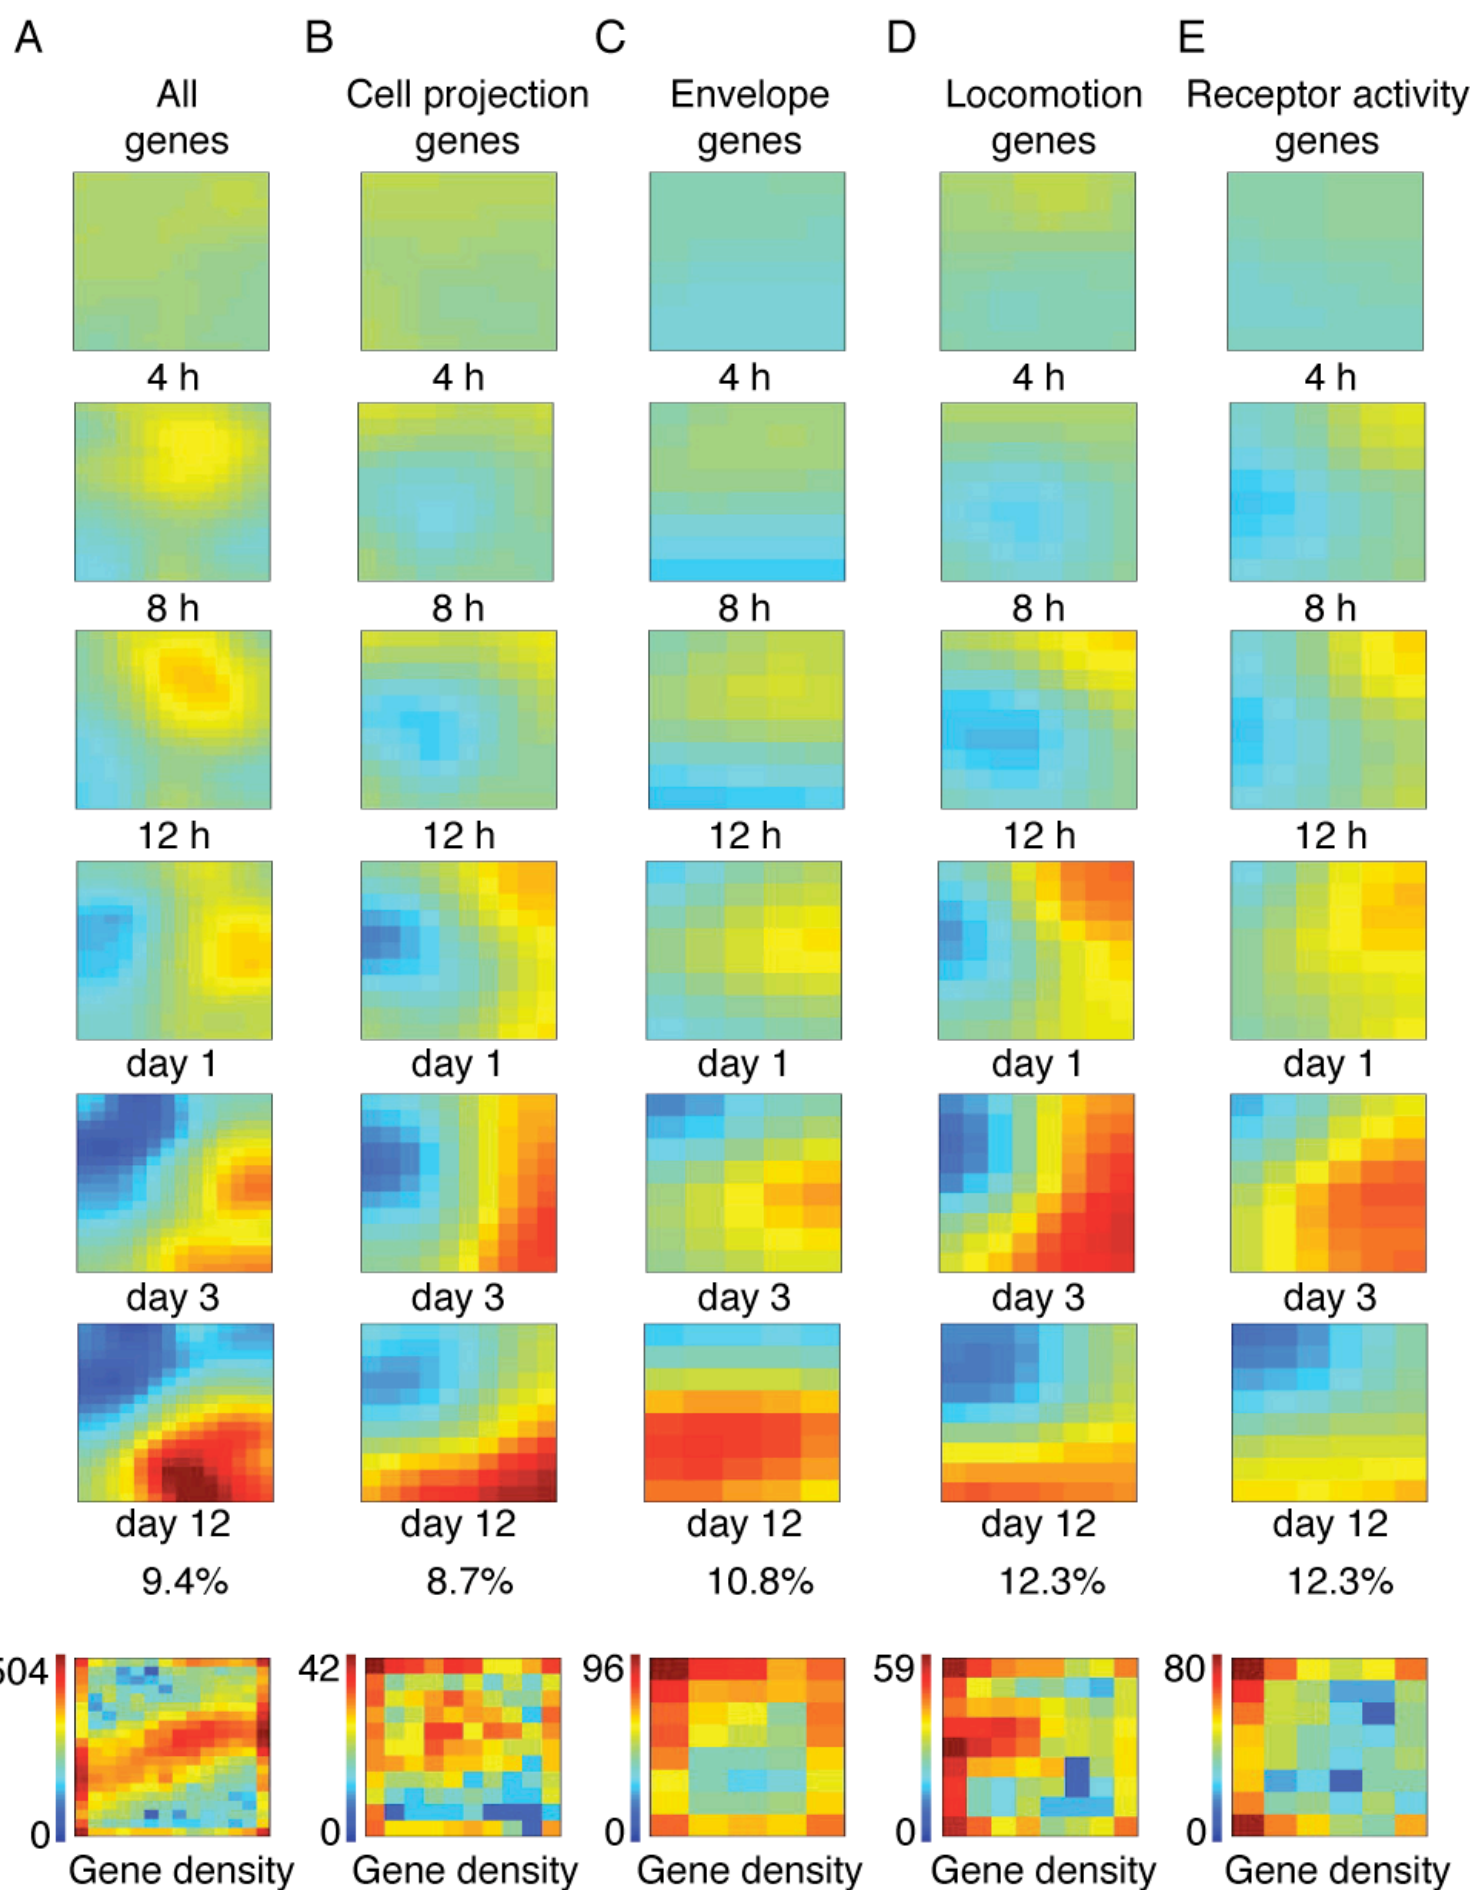 A B C D E
All Cell projection Envelope Locomotion Receptor activity
genes genes genes genes genes
4 h 4 h 4 h 4 h 4 h
8 h 8 h 8 h 8 h 8 h
12 h 12 h 12 h 12 h 12 h
day 1 day 1 day 1 day 1 day 1
day 3 day 3 day 3 day 3 day 3
day 12 day 12 day 12 day 12 day 12
9.4% 8.7% 10.8% 12.3% 12.3%
504 42 96 59 80
0 0 0 0 0
Gene density Gene density Gene density Gene density Gene density